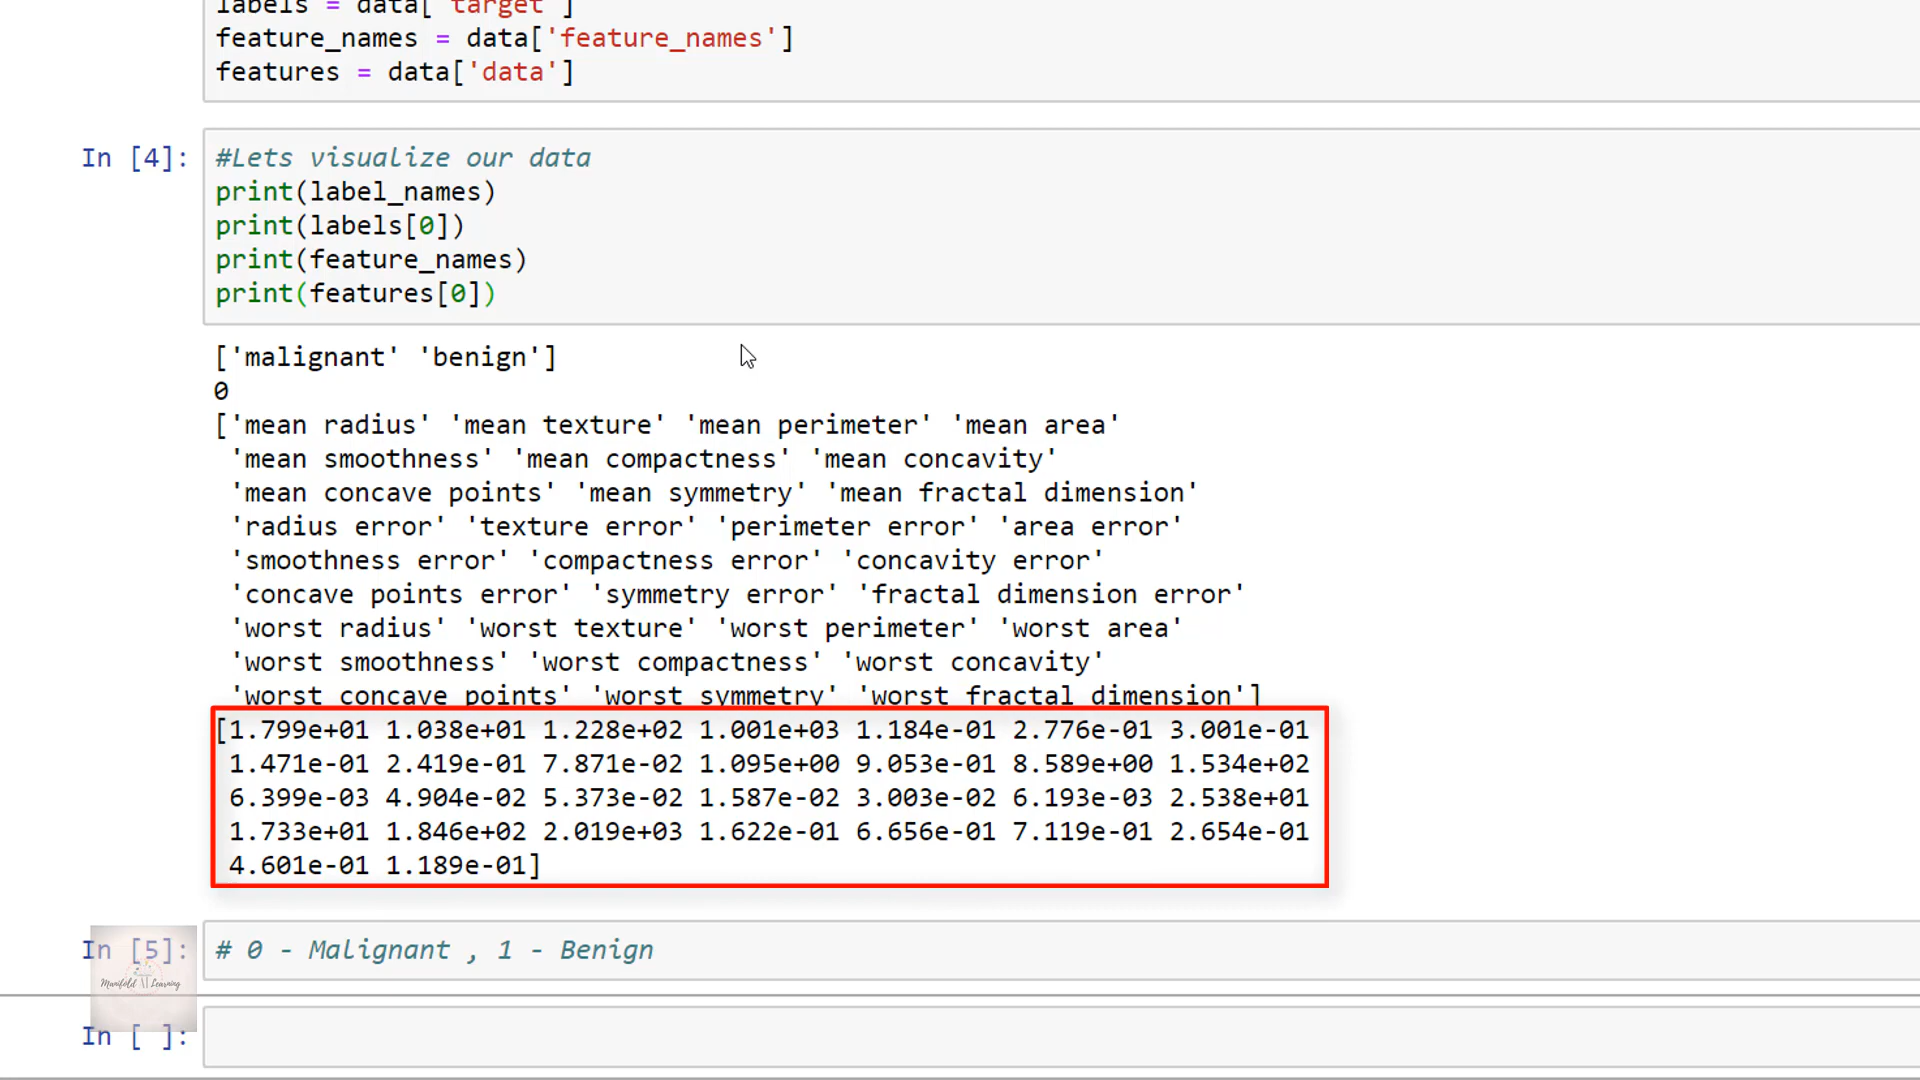 labels = data['target']
feature_names = data['feature_names']
features = data['data']
In [4]:
#Lets visualize our data
print(label_names)
print(labels[0])
print(feature_names)
print(features[0])
['malignant' 'benign']
0
['mean radius' 'mean texture' 'mean perimeter' 'mean area'
'mean smoothness' 'mean compactness' 'mean concavity'
'mean concave points' 'mean symmetry' 'mean fractal dimension'
'radius error' 'texture error' 'perimeter error' 'area error'
'smoothness error' 'compactness error' 'concavity error'
'concave points error' 'symmetry error' 'fractal dimension error'
'worst radius' 'worst texture' 'worst perimeter' 'worst area'
'worst smoothness' 'worst compactness' 'worst concavity'
'worst concave points' 'worst symmetry' 'worst fractal dimension']
[1.799e+01 1.038e+01 1.228e+02 1.001e+03 1.184e-01 2.776e-01 3.001e-01
1.471e-01 2.419e-01 7.871e-02 1.095e+00 9.053e-01 8.589e+00 1.534e+02
6.399e-03 4.904e-02 5.373e-02 1.587e-02 3.003e-02 6.193e-03 2.538e+01
1.733e+01 1.846e+02 2.019e+03 1.622e-01 6.656e-01 7.119e-01 2.654e-01
4.601e-01 1.189e-01]
In [5]:
# 0 - Malignant , 1 - Benign
Manifold Learning
In [ ]: